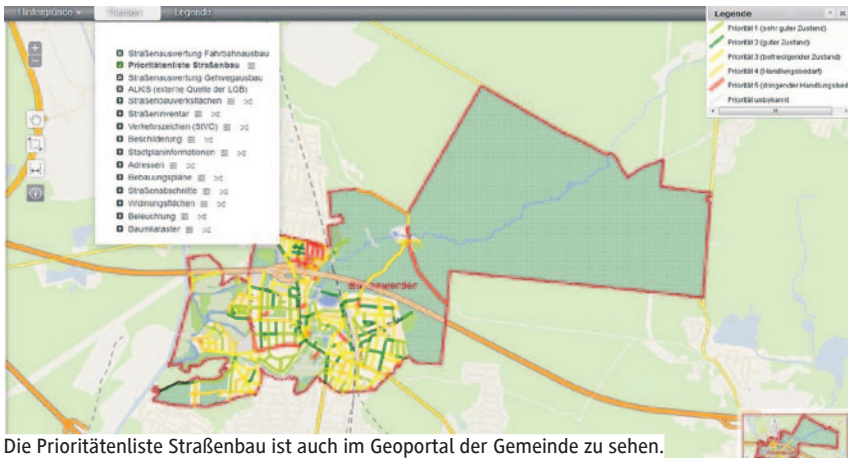 Hintergründe
Themen
Legende
Straßenauswertung Fahrbahnausbau
Prioritätenliste Straßenbau
Straßenauswertung Gehwegausbau
ALKS (externe Quelle der LGB)
Straßenbauwerksflächen
Straßeninventar
Verkehrszeichen (StVO)
Beschilderung
Stadtplaninformationen
Adressen
Bebauungspläne
Straßenabschnitte
Widmungsflächen
Beleuchtung
Baumkataster
Legende
Priorität 1 (sehr guter Zustand)
Priorität 2 (guter Zustand)
Priorität 3 (befriedigender Zustand)
Priorität 4 (Handlungsbedarf)
Priorität 5 (dringender Handlungsbed
Priorität unbekannt
Die Prioritätenliste Straßenbau ist auch im Geoportal der Gemeinde zu sehen.